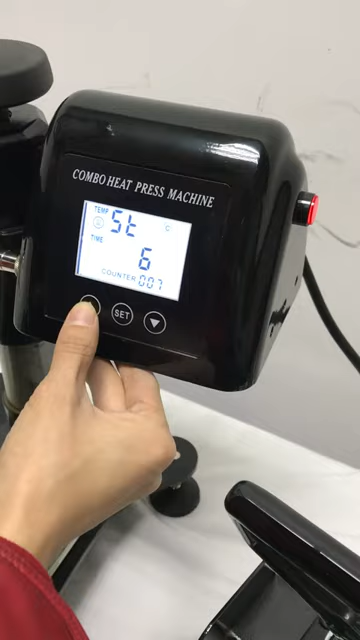 COMBO HEAT PRESS MACHINE
TEMP St C
TIME 6
COUNTER 007
SET